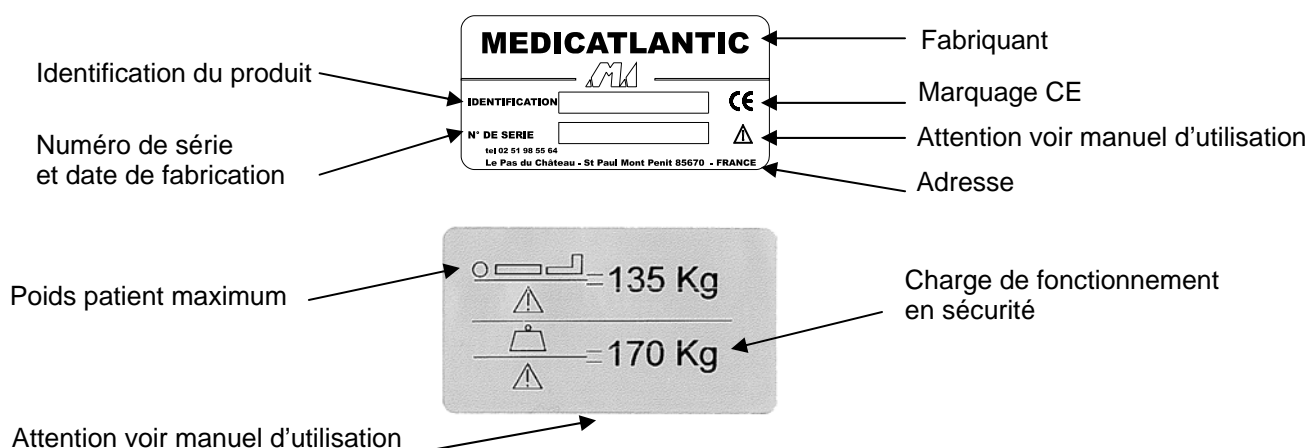 MEDICATLANTIC
IDENTIFICATION
N° DE SERIE
tel 02 51 98 55 64
Le Pas du Château - St Paul Mont Penit 85670 - FRANCE
Identification du produit
Numéro de série
et date de fabrication
Fabriquant
Marquage CE
Attention voir manuel d'utilisation
Adresse
CE
= 135 Kg
= 170 Kg
Poids patient maximum
Charge de fonctionnement
en sécurité
Attention voir manuel d'utilisation